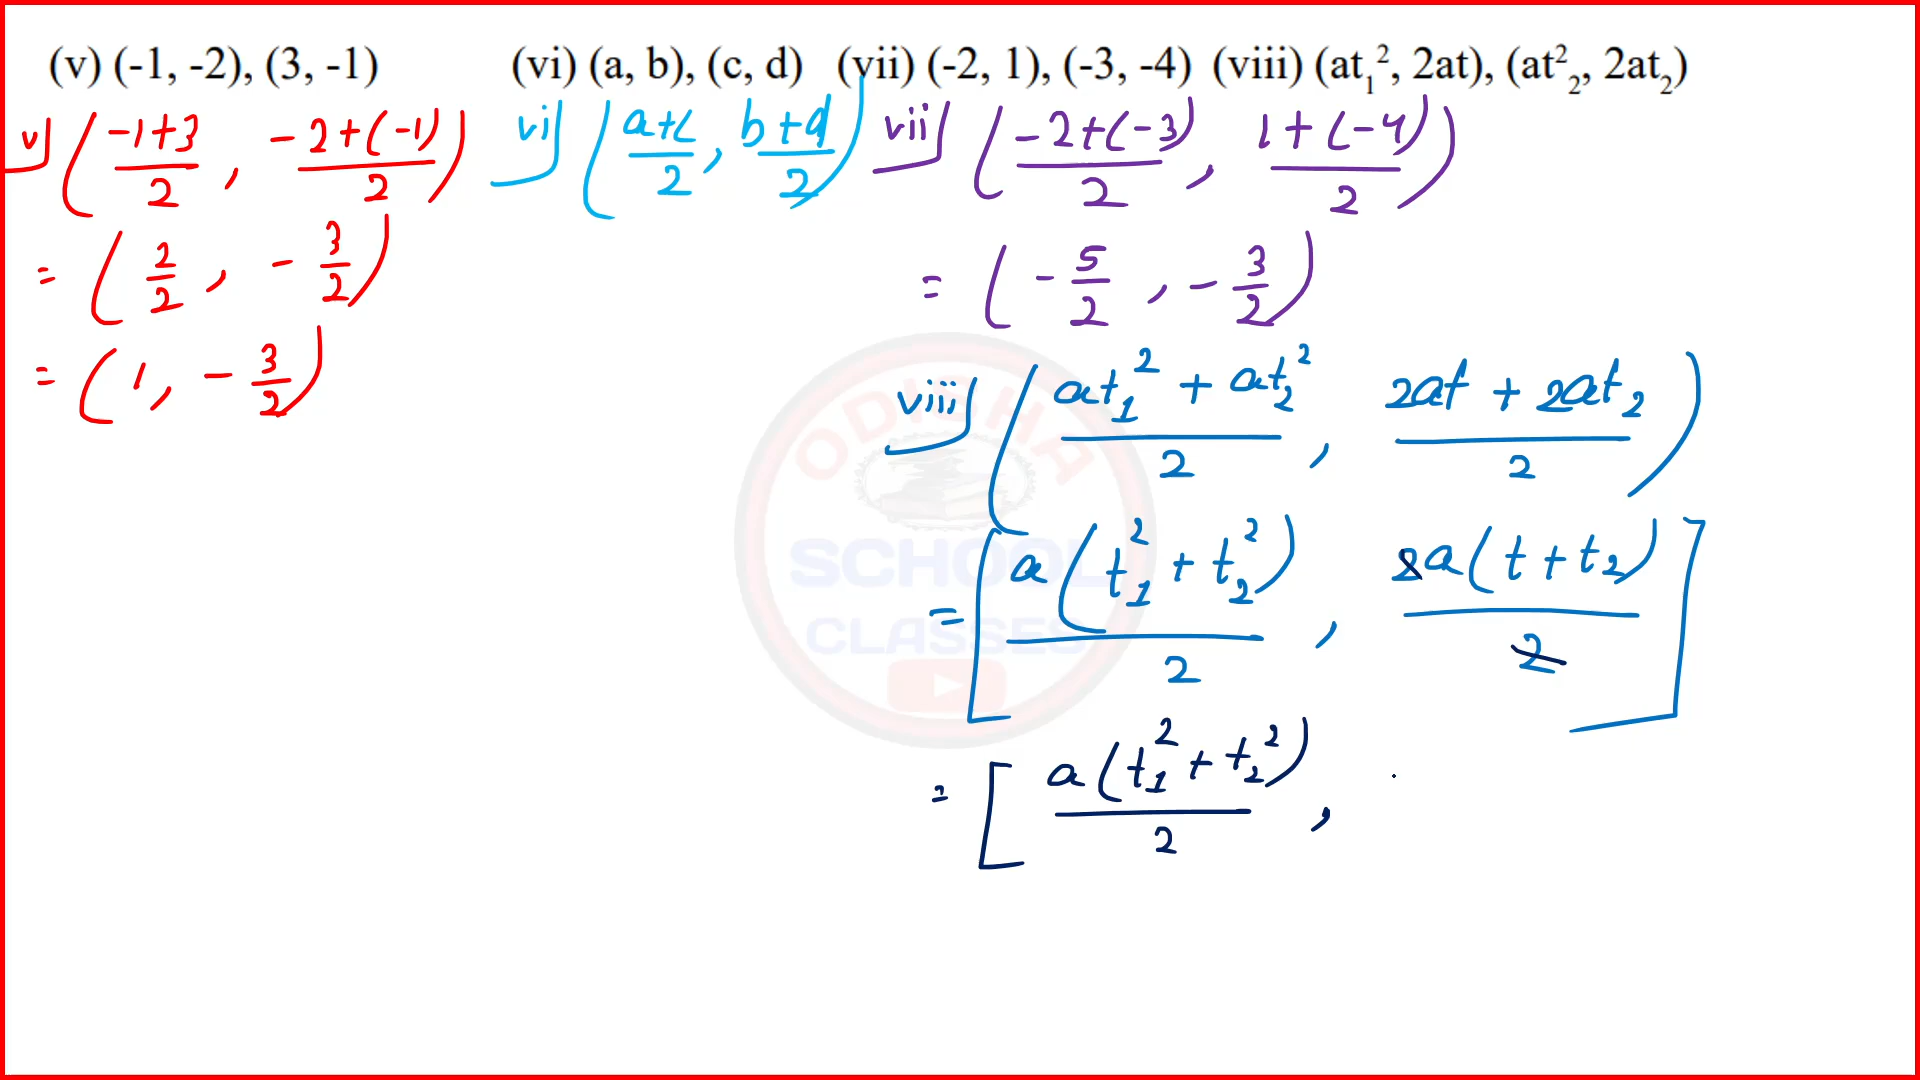 (v) (-1, -2), (3, -1) (vi) (a, b), (c, d) (vii) (-2, 1), (-3, -4) (viii) (at₁², 2at), (at²₂, 2at₂)
v) ( (-1+3)/2 , (-2+(-1))/2 )
= ( 2/2 , -3/2 )
= ( 1, -3/2 )
vi) ( (a+c)/2 , (b+d)/2 )
vii) ( (-2+(-3))/2 , (1+(-4))/2 )
= ( -5/2 , -3/2 )
viii) ( (at₁² + at₂²)/2 , (2at + 2at₂)/2 )
= [ a(t₁² + t₂²)/2 , 2a(t + t₂)/2 ]
= [ a(t₁² + t₂²)/2 ,
ODISHA
SCHOOL
CLASSES